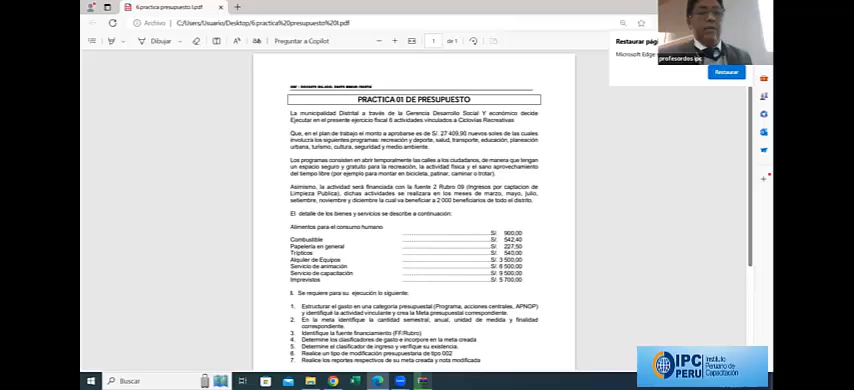 6.practica presupuesto I.pdf
Archivo
C:/Users/Usuario/Desktop/6.practica%20presupuesto%20I.pdf
Dibujar
Preguntar a Copilot
1
de 1
Restaurar pág
Microsoft Edge
Restaurar
profesordos ipc
PRACTICA 01 DE PRESUPUESTO
La municipalidad Distrital a través de la Gerencia Desarrollo Social Y económico decide
Ejecutar en el presente ejercicio fiscal 6 actividades vinculados a Ciclovías Recreativas
Que, en el plan de trabajo el monto a aprobarse es de S/. 27 409,90 nuevos soles de las cuales
involucra los siguientes programas: recreación y deporte, salud, transporte, educación, planeación
urbana, turismo, cultura, seguridad y medio ambiente.
Los programas consisten en abrir temporalmente las calles a los ciudadanos, de manera que tengan
un espacio seguro y gratuito para la recreación, la actividad física y el sano aprovechamiento
del tiempo libre (por ejemplo para montar en bicicleta, patinar, caminar o trotar).
Asimismo, la actividad será financiada con la fuente 2 Rubro 09 (Ingresos por captacion de
Limpieza Publica), dichas actividades se realizara en los meses de marzo, mayo, julio,
setiembre, noviembre y diciembre la cual va beneficiar a 2 000 beneficiarios de todo el distrito.
El detalle de los bienes y servicios se describe a continuación:
Alimentos para el consumo humano
S/. 900,00
Combustible S/. 542,40
Papelería en general S/. 227,50
Trípticos S/. 540,00
Alquiler de Equipos S/. 3 500,00
Servicio de animación S/. 6 500,00
Servicio de capacitación S/. 9 500,00
Imprevistos S/. 5 700,00
I. Se requiere para su ejecución lo siguiente:
1. Estructurar el gasto en una categoría presupuestal (Programa, acciones centrales, APNOP)
y identifiqué la actividad vinculante y crea la Meta presupuestal correspondiente.
2. En la meta identifique la cantidad semestral, anual, unidad de medida y finalidad
correspondiente.
3. Identifique la fuente financiamiento (FF/Rubro)
4. Determine los clasificadores de gasto e incorpore en la meta creada
5. Determine el clasificador de ingreso y verifique su existencia.
6. Realice un tipo de modificación presupuestaria de tipo 002
7. Realice los reportes respectivos de su meta creada y nota modificada
Buscar
IPC
PERU
Instituto
Peruano de
Capacitación